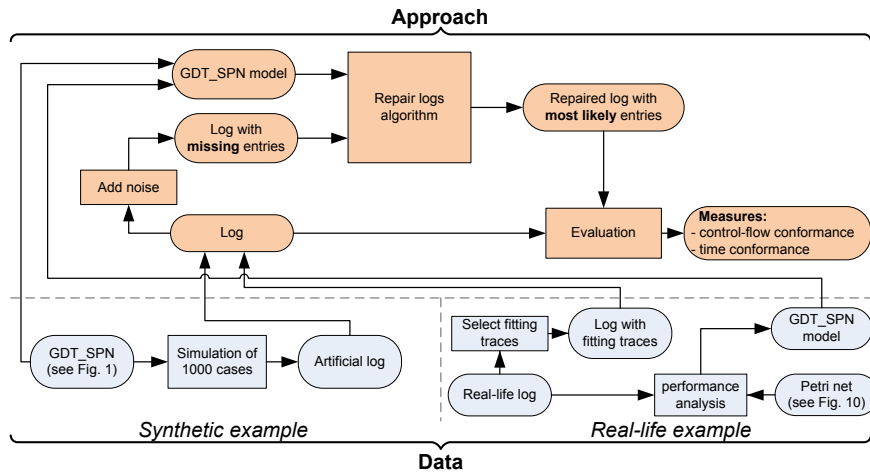 Approach
GDT_SPN model
Repair logs
algorithm
Repaired log with
most likely entries
Log with
missing entries
Add noise
Log
Evaluation
Measures:
- control-flow conformance
- time conformance
GDT_SPN
(see Fig. 1)
Simulation of
1000 cases
Artificial log
Select fitting
traces
Log with
fitting traces
GDT_SPN
model
Real-life log
performance
analysis
Petri net
(see Fig. 10)
Synthetic example
Real-life example
Data